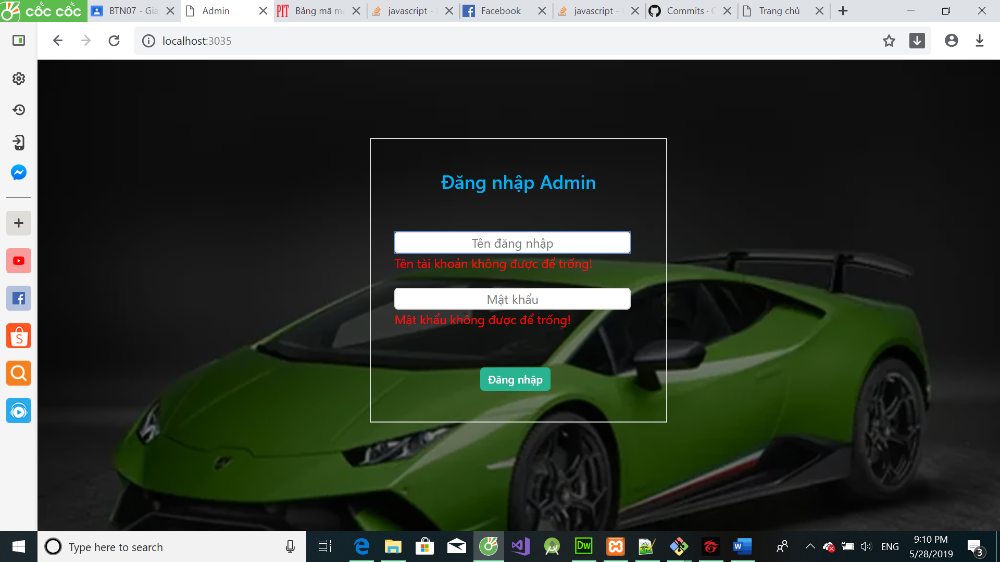 cốc cốc
BTN07 - Gia
Admin
PIT
Bảng mã mà
javascript -
Facebook
javascript -
Commits ·
Trang chủ
localhost:3035
Đăng nhập Admin
Tên đăng nhập
Tên tài khoản không được để trống!
Mật khẩu
Mật khẩu không được để trống!
Đăng nhập
Type here to search
Dw
W
ENG
9:10 PM
5/28/2019
3